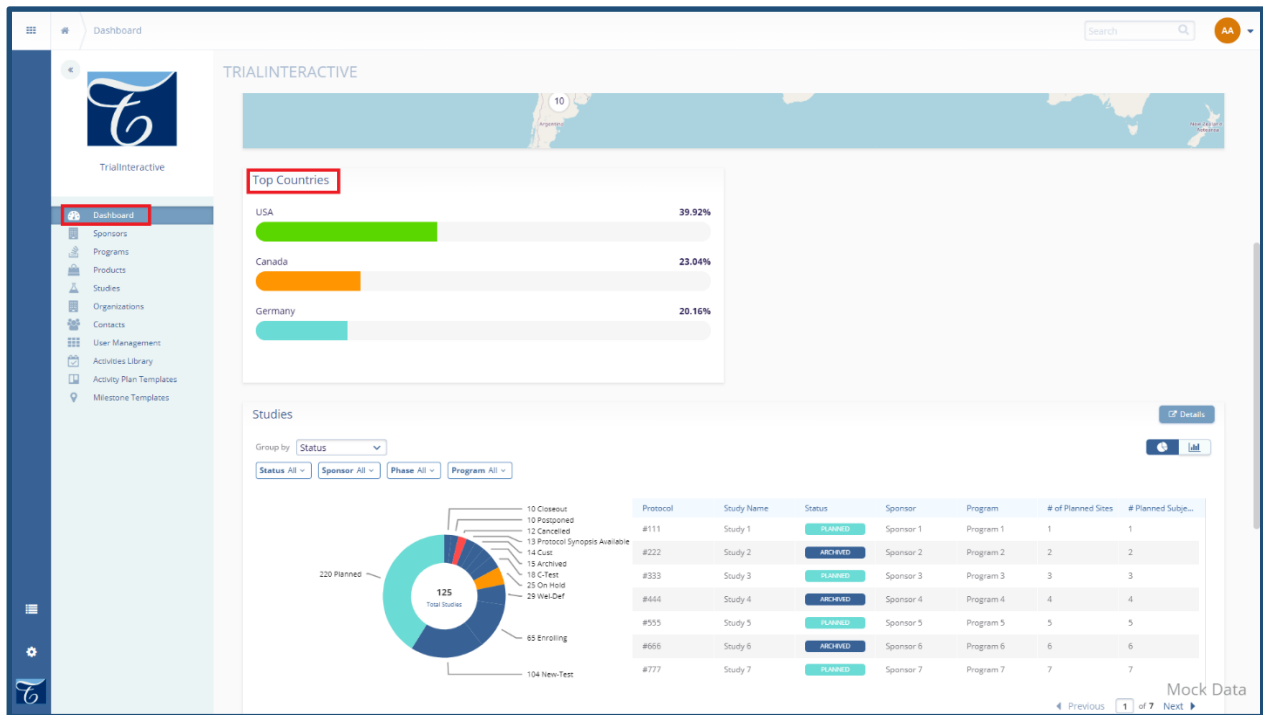 Dashboard
Search
AA
TRIALINTERACTIVE
TrialInteractive
Dashboard
Sponsors
Programs
Products
Studies
Organizations
Contacts
User Management
Activities Library
Activity Plan Templates
Milestone Templates
10
Argentina
Top Countries
USA 39.92%
Canada 23.04%
Germany 20.16%
Studies
Details
Group by Status
Status All Sponsor All Phase All Program All
10 Closeout
10 Postponed
12 Cancelled
13 Protocol Synopsis Available
14 Cust
15 Archived
18 C-Test
25 On Hold
29 Wel-Def
65 Enrolling
104 New-Test
220 Planned
125
Total Studies
Protocol Study Name Status Sponsor Program # of Planned Sites # Planned Subje...
#111 Study 1 PLANNED Sponsor 1 Program 1 1 1
#222 Study 2 ARCHIVED Sponsor 2 Program 2 2 2
#333 Study 3 PLANNED Sponsor 3 Program 3 3 3
#444 Study 4 ARCHIVED Sponsor 4 Program 4 4 4
#555 Study 5 PLANNED Sponsor 5 Program 5 5 5
#666 Study 6 ARCHIVED Sponsor 6 Program 6 6 6
#777 Study 7 PLANNED Sponsor 7 Program 7 7 7
Mock Data
Previous 1 of 7 Next